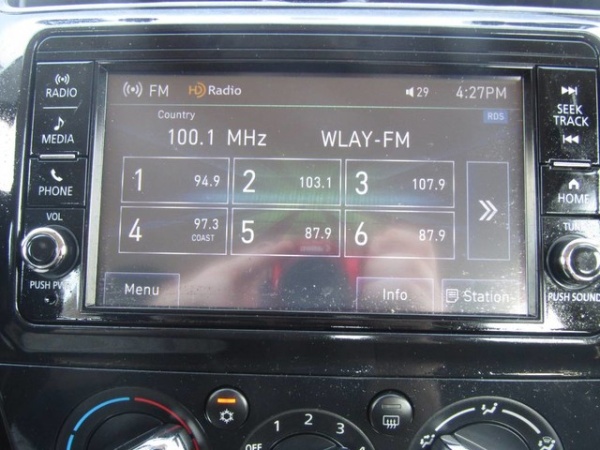 RADIO
MEDIA
PHONE
VOL
PUSH
FM HD Radio 29 4:27PM
Country RDS
100.1 MHz WLAY-FM
1 94.9 2 103.1 3 107.9
4 97.3 COAST 5 87.9 6 87.9
Menu Info Station
SEEK
TRACK
HOME
PUSH SOUND
OFF 1 2 3 4